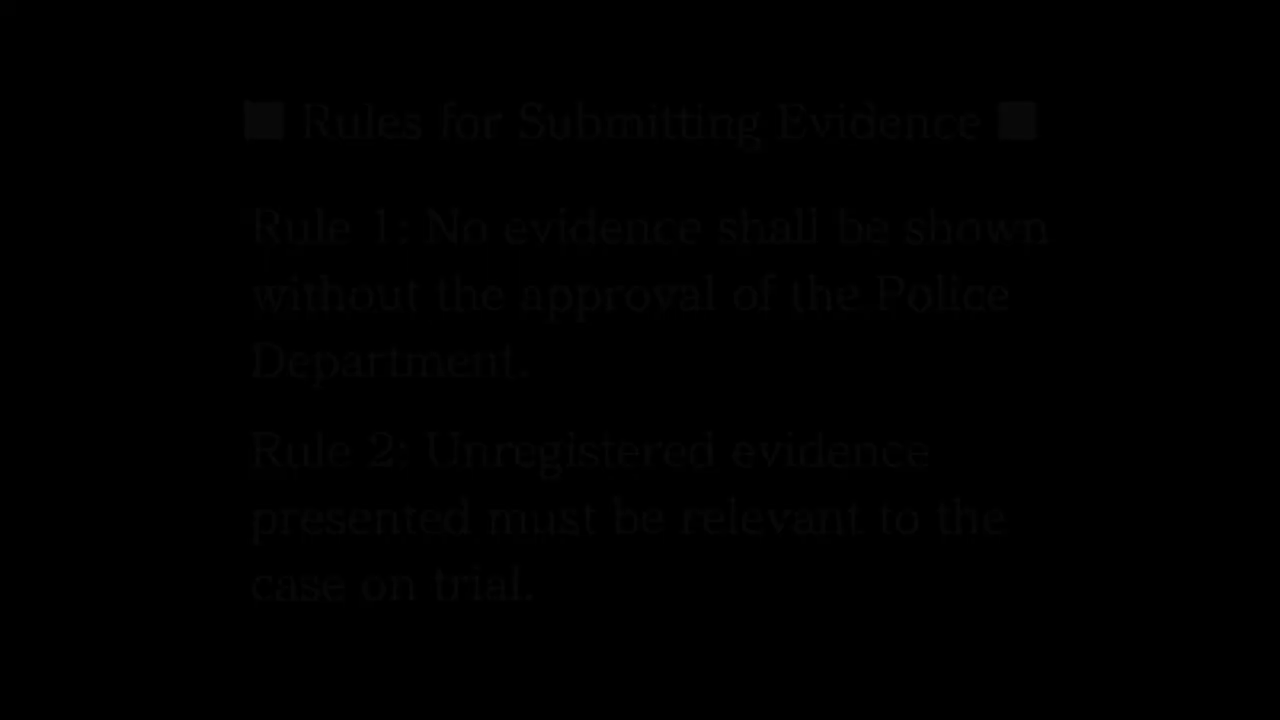 ■ Rules for Submitting Evidence ■
Rule 1: No evidence shall be shown
without the approval of the Police
Department.
Rule 2: Unregistered evidence
presented must be relevant to the
case on trial.